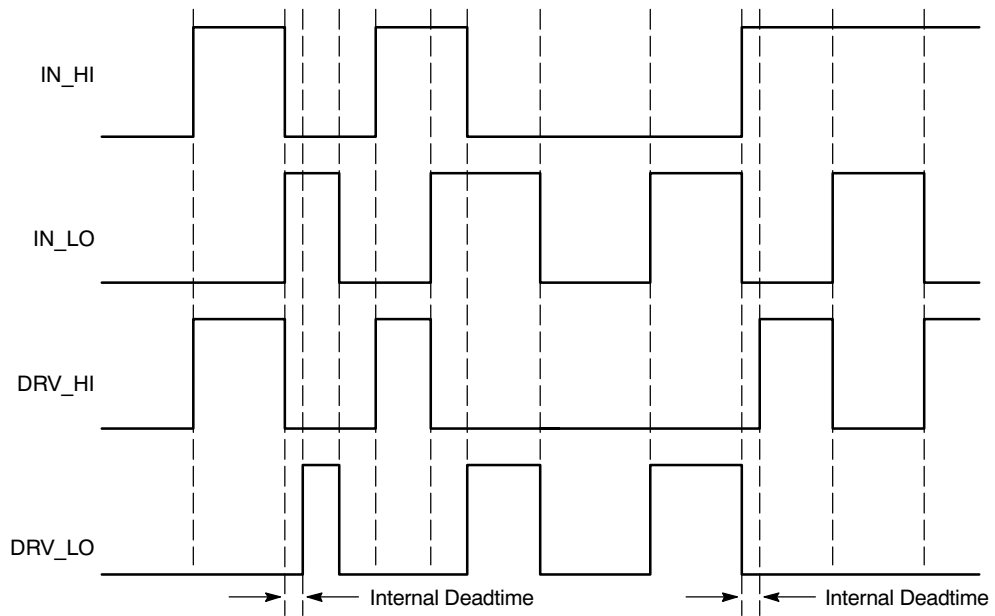 IN_HI
IN_LO
DRV_HI
DRV_LO
Internal Deadtime
Internal Deadtime